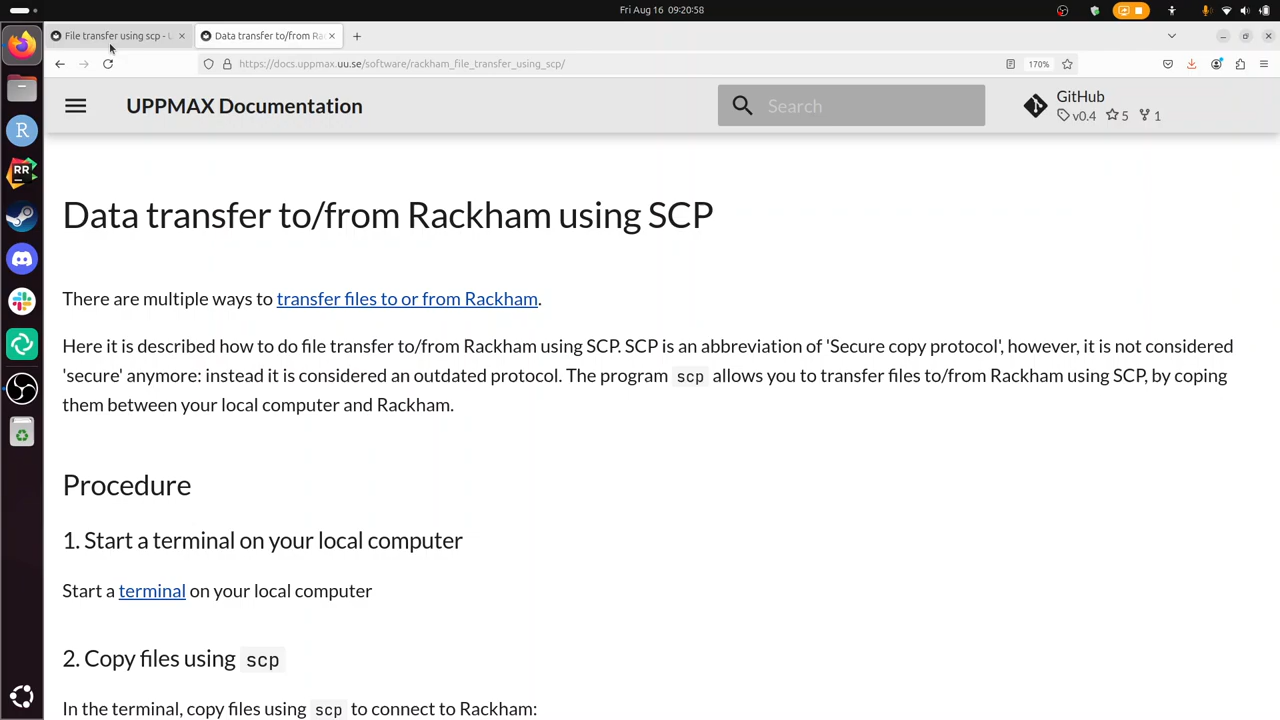 Fri Aug 16 09:20:58
File transfer using scp - U
Data transfer to/from Ra
https://docs.uppmax.uu.se/software/rackham_file_transfer_using_scp/
170%
UPPMAX Documentation
Search
GitHub
v0.4 5 1
Data transfer to/from Rackham using SCP
There are multiple ways to transfer files to or from Rackham.
Here it is described how to do file transfer to/from Rackham using SCP. SCP is an abbreviation of 'Secure copy protocol', however, it is not considered
'secure' anymore: instead it is considered an outdated protocol. The program scp allows you to transfer files to/from Rackham using SCP, by coping
them between your local computer and Rackham.
Procedure
1. Start a terminal on your local computer
Start a terminal on your local computer
2. Copy files using scp
In the terminal, copy files using scp to connect to Rackham:
R
RR